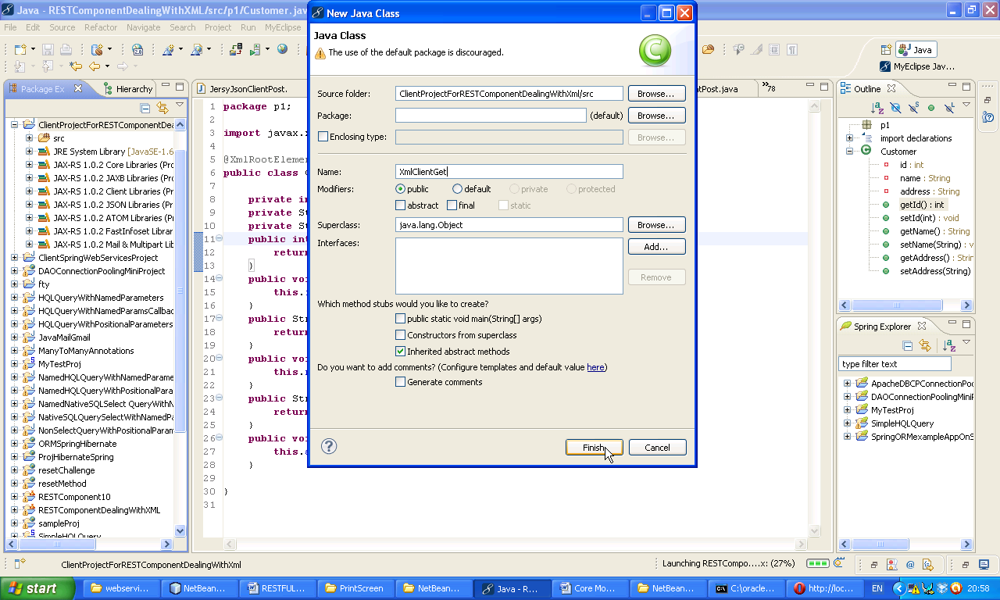 Java - RESTComponentDealingWithXML/src/p1/Customer.jav
File Edit Source Refa Search Project Run MyEclipse
Java
MyEclipse Jav...
Package Ex
Hierarchy
ClientProjectForRESTComponentDea
src
JRE System Library [JavaSE-1.6
JAX-RS 1.0.2 Core Libraries (Pro
JAX-RS 1.0.2 JAXB Libraries (Pr
JAX-RS 1.0.2 Client Libraries (P
JAX-RS 1.0.2 JSON Libraries (Pr
JAX-RS 1.0.2 ATOM Libraries (P
JAX-RS 1.0.2 FastInfoset Librar
JAX-RS 1.0.2 Mail & Multipart Lib
ClientSpringWebServicesProject
DAOConnectionPoolingMiniProject
fty
HQLQueryWithNamedParameters
HQLQueryWithNamedParamsCallbac
HQLQueryWithPositionalParameters
JavaMailGmail
ManyToManyAnnotations
MyTestProj
NamedHQLQueryWithNamedParame
NamedHQLQueryWithPositionalPara
NamedNativeSQLSelect QueryWithN
NativeSQLQuerySelectWithNamedPa
NonSelectQueryWithPositionalParam
ORMSpringHibernate
ProjHibernateSpring
resetChallenge
resetMethod
RESTComponent10
RESTComponentDealingWithXML
sampleProj
SimpleHQLQuery
JersyJsonClientPost.
ntPost.java
»78
1 package p1;
2
3 import javax.
4
5 @XmlRootElemen
6 public class C
7
8 private in
9 private St
10 private St
11 public int
12 return
13 }
14 public voi
15 this.i
16 }
17 public Str
18 return
19 }
20 public voi
21 this.n
22 }
23 public Str
24 return
25 }
26 public voi
27 this.a
28 }
29
30 }
31
New Java Class
Java Class
The use of the default package is discouraged.
Source folder: ClientProjectForRESTComponentDealingWithXml/src Browse...
Package: (default) Browse...
Enclosing type: Browse...
Name: XmlClientGet
Modifiers: public default private protected
abstract final static
Superclass: java.lang.Object Browse...
Interfaces: Add...
Remove
Which method stubs would you like to create?
public static void main(String[] args)
Constructors from superclass
Inherited abstract methods
Do you want to add comments? (Configure templates and default value here)
Generate comments
Finish Cancel
Outline
p1
import declarations
Customer
id : int
name : String
address : String
getId() : int
setId(int) : void
getName() : String
setName(String) : v
getAddress() : Strin
setAddress(String)
Spring Explorer
type filter text
ApacheDBCPConnectionPoo
DAOConnectionPoolingMiniP
MyTestProj
SimpleHQLQuery
SpringORMexampleAppOnS
ClientProjectForRESTComponentDealingWithXml
Launching RESTCompo....x: (27%)
start
webservi...
NetBean...
RESTFUL...
PrintScreen
NetBean...
Java - R...
Core Mo...
NetBean...
C:\oracle...
http://loc...
EN
20:58